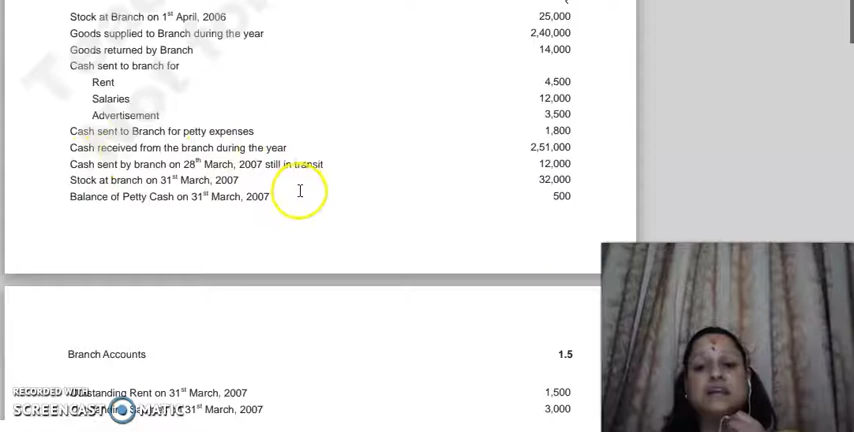 Stock at Branch on 1st April, 2006 25,000
Goods supplied to Branch during the year 2,40,000
Goods returned by Branch 14,000
Cash sent to branch for
Rent 4,500
Salaries 12,000
Advertisement 3,500
Cash sent to Branch for petty expenses 1,800
Cash received from the branch during the year 2,51,000
Cash sent by branch on 28th March, 2007 still in transit 12,000
Stock at branch on 31st March, 2007 32,000
Balance of Petty Cash on 31st March, 2007 500
Branch Accounts 1.5
Outstanding Rent on 31st March, 2007 1,500
31st March, 2007 3,000
RECORDED WITH
SCREENCAST MATIC